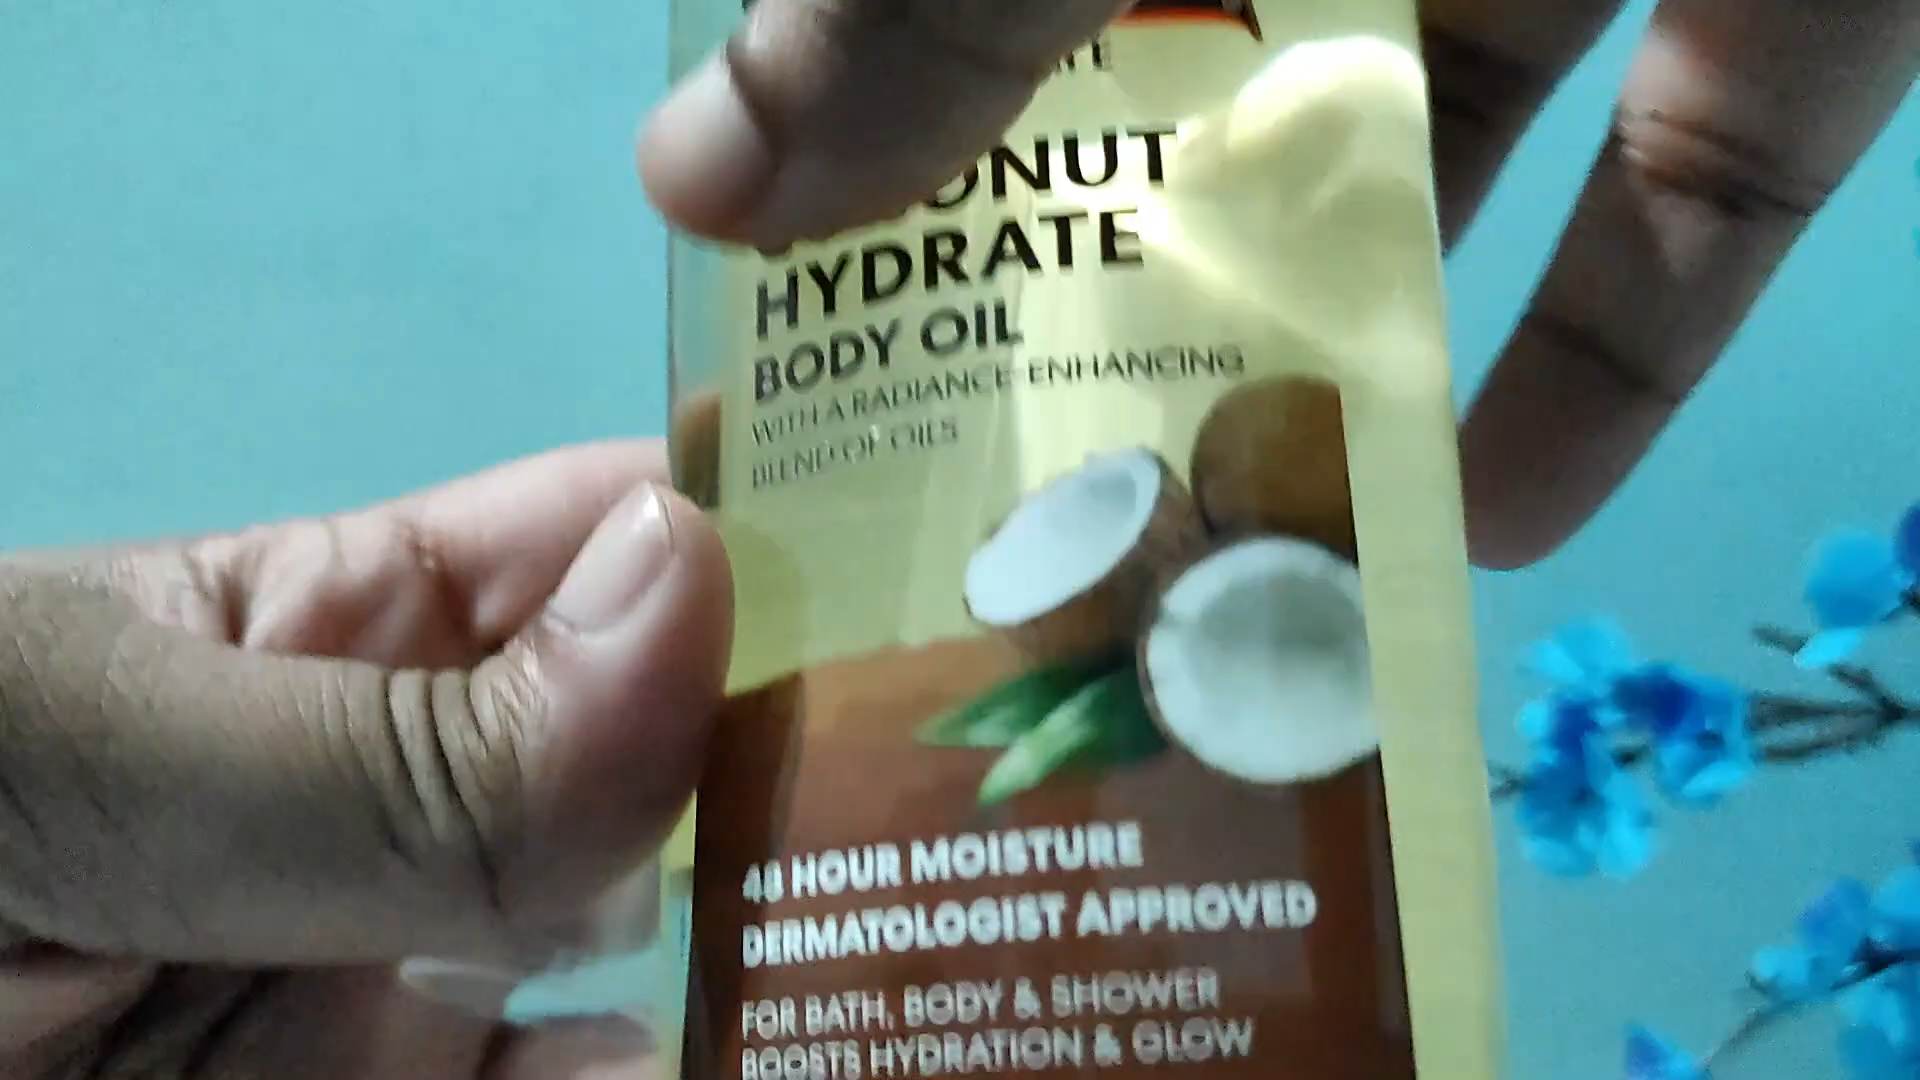 HYDRATE
BODY OIL
WITH A RADIANCE-ENHANCING
BLEND OF OILS
48 HOUR MOISTURE
DERMATOLOGIST APPROVED
FOR BATH, BODY & SHOWER
BOOSTS HYDRATION & GLOW